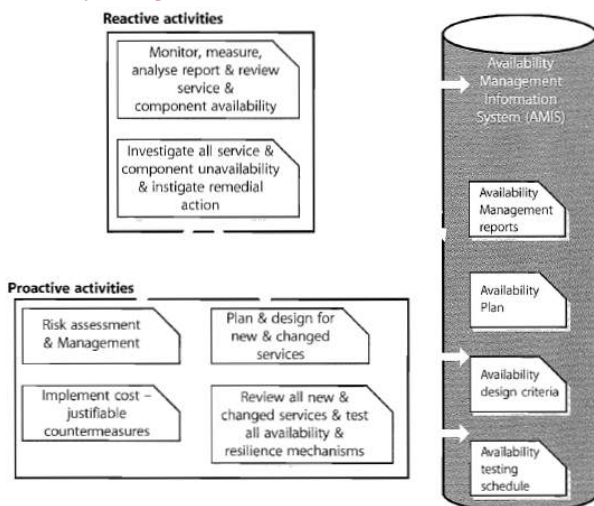 Reactive activities
Monitor, measure,
analyse report & review
service &
component availability
Investigate all service &
component unavailability
& instigate remedial
action
Proactive activities
Risk assessment
& Management
Plan & design for
new & changed
services
Implement cost –
justifiable
countermeasures
Review all new &
changed services & test
all availability &
resilience mechanisms
Availability
Management
Information
System (AMIS)
Availability
Management
reports
Availability
Plan
Availability
design criteria
Availability
testing
schedule